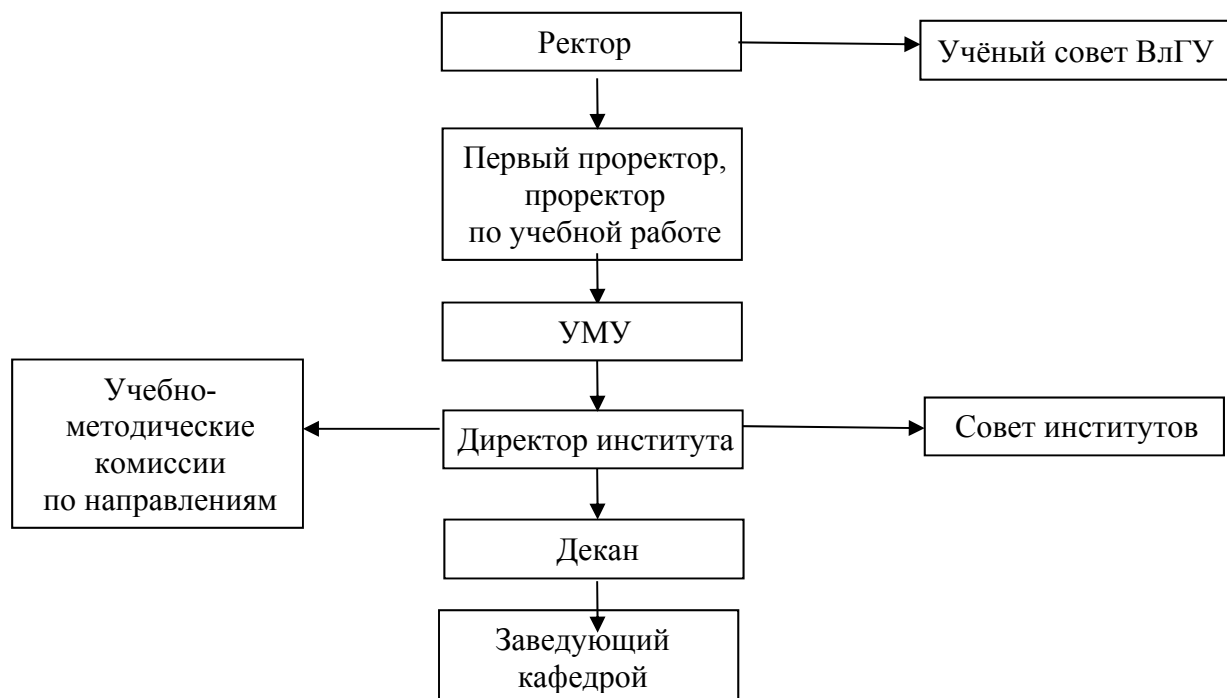 Ректор
Учёный совет ВлГУ
Первый проректор,
проректор
по учебной работе
УМУ
Учебно-
методические
комиссии
по направлениям
Директор института
Совет институтов
Декан
Заведующий
кафедрой